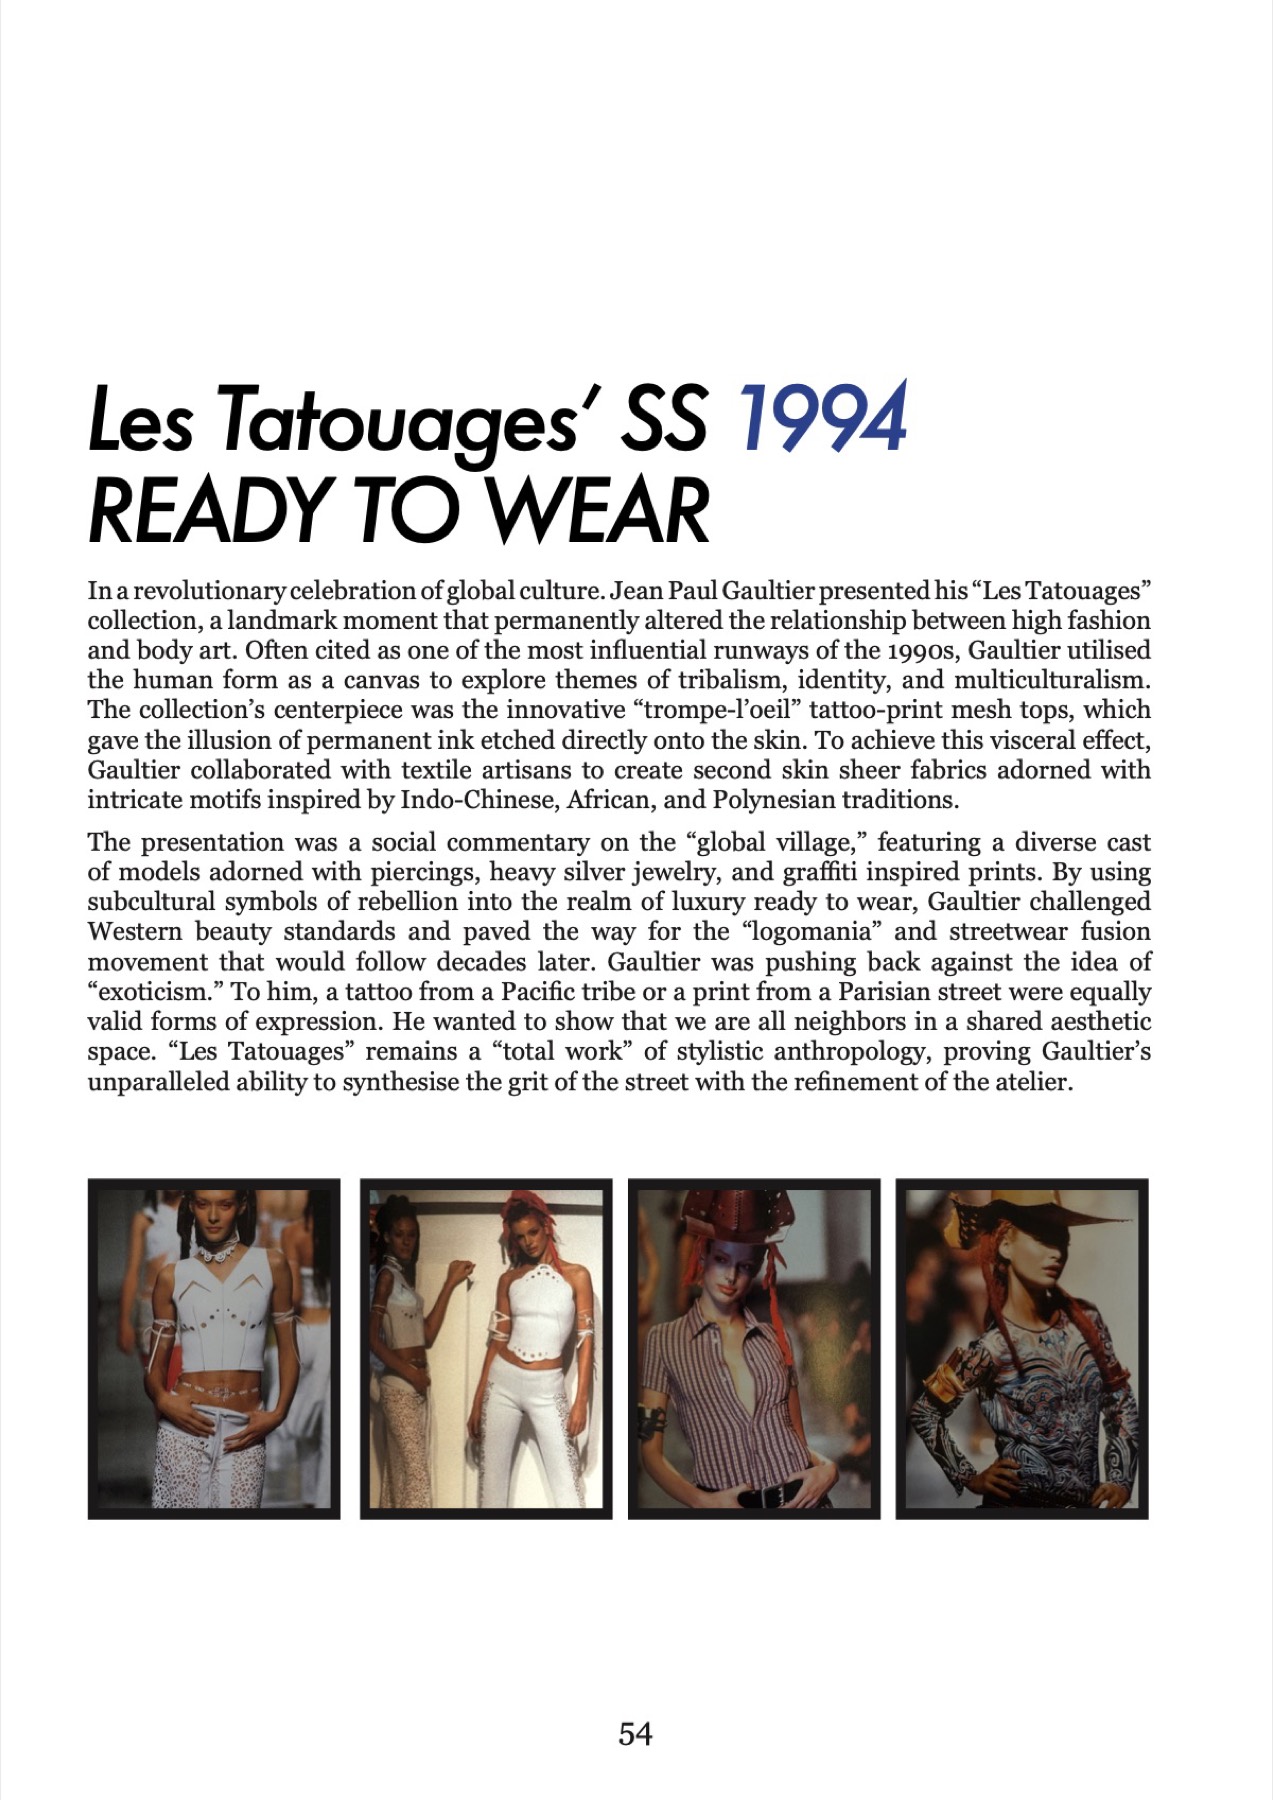 Les Tatouages’ SS 1994
READY TO WEAR
In a revolutionary celebration of global culture. Jean Paul Gaultier presented his “Les Tatouages”
collection, a landmark moment that permanently altered the relationship between high fashion
and body art. Often cited as one of the most influential runways of the 1990s, Gaultier utilised
the human form as a canvas to explore themes of tribalism, identity, and multiculturalism.
The collection’s centerpiece was the innovative “trompe-l’oeil” tattoo-print mesh tops, which
gave the illusion of permanent ink etched directly onto the skin. To achieve this visceral effect,
Gaultier collaborated with textile artisans to create second skin sheer fabrics adorned with
intricate motifs inspired by Indo-Chinese, African, and Polynesian traditions.
The presentation was a social commentary on the “global village,” featuring a diverse cast
of models adorned with piercings, heavy silver jewelry, and graffiti inspired prints. By using
subcultural symbols of rebellion into the realm of luxury ready to wear, Gaultier challenged
Western beauty standards and paved the way for the “logomania” and streetwear fusion
movement that would follow decades later. Gaultier was pushing back against the idea of
“exoticism.” To him, a tattoo from a Pacific tribe or a print from a Parisian street were equally
valid forms of expression. He wanted to show that we are all neighbors in a shared aesthetic
space. “Les Tatouages” remains a “total work” of stylistic anthropology, proving Gaultier’s
unparalleled ability to synthesise the grit of the street with the refinement of the atelier.
54